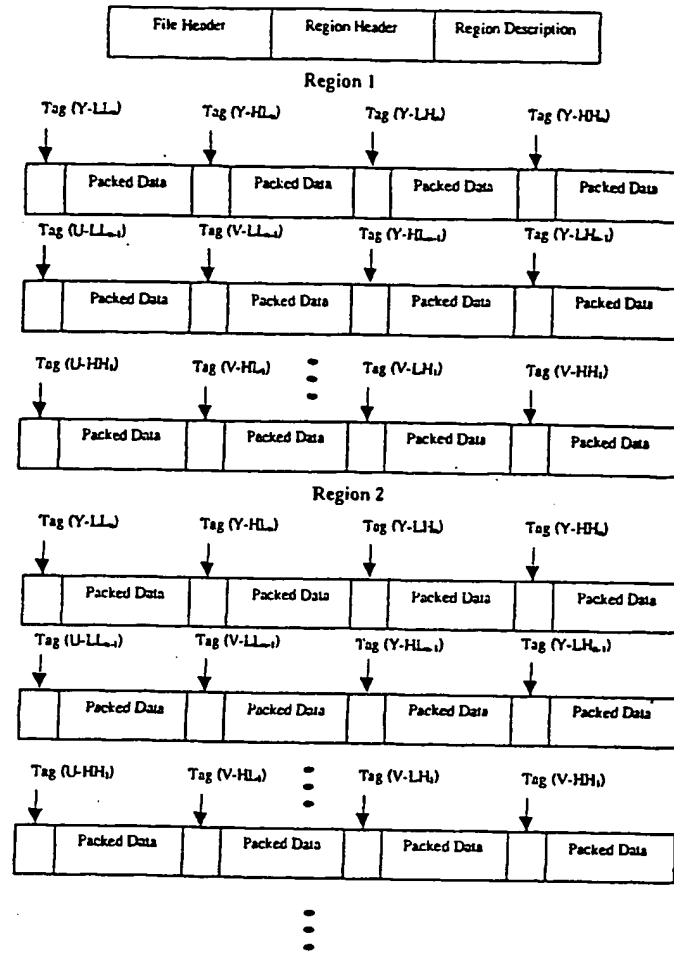 File Header Region Header Region Description
Region 1
Tag (Y-LLₙ) Tag (Y-HLₙ) Tag (Y-LHₙ) Tag (Y-HHₙ)
Packed Data Packed Data Packed Data Packed Data
Tag (U-LLₙ₋₁) Tag (V-LLₙ₋₁) Tag (Y-HLₙ₋₁) Tag (Y-LHₙ₋₁)
Packed Data Packed Data Packed Data Packed Data
Tag (U-HH₁) Tag (V-HL₁) Tag (V-LH₁) Tag (V-HH₁)
Packed Data Packed Data Packed Data Packed Data
Region 2
Tag (Y-LLₙ) Tag (Y-HLₙ) Tag (Y-LHₙ) Tag (Y-HHₙ)
Packed Data Packed Data Packed Data Packed Data
Tag (U-LLₙ₋₁) Tag (V-LLₙ₋₁) Tag (Y-HLₙ₋₁) Tag (Y-LHₙ₋₁)
Packed Data Packed Data Packed Data Packed Data
Tag (U-HH₁) Tag (V-HL₁) Tag (V-LH₁) Tag (V-HH₁)
Packed Data Packed Data Packed Data Packed Data